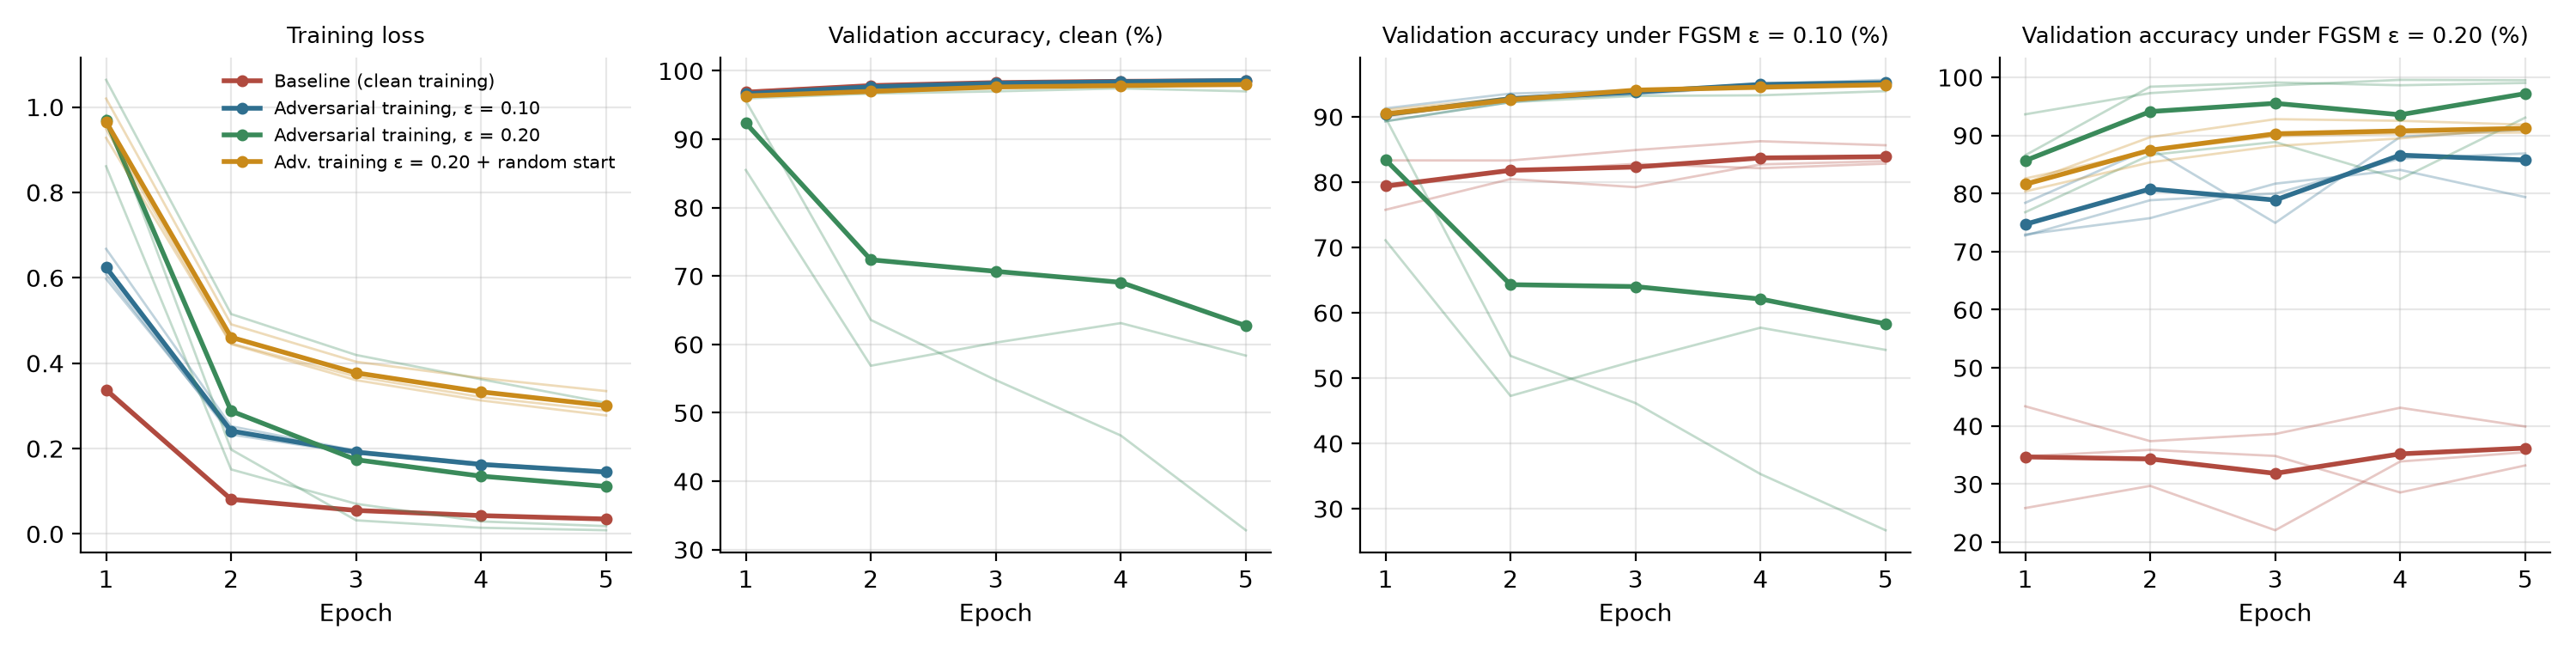 Training loss
1.0
0.8
0.6
0.4
0.2
0.0
1 2 3 4 5
Epoch
Baseline (clean training)
Adversarial training, ε = 0.10
Adversarial training, ε = 0.20
Adv. training ε = 0.20 + random start
Validation accuracy, clean (%)
100
90
80
70
60
50
40
30
1 2 3 4 5
Epoch
Validation accuracy under FGSM ε = 0.10 (%)
90
80
70
60
50
40
30
1 2 3 4 5
Epoch
Validation accuracy under FGSM ε = 0.20 (%)
100
90
80
70
60
50
40
30
20
1 2 3 4 5
Epoch